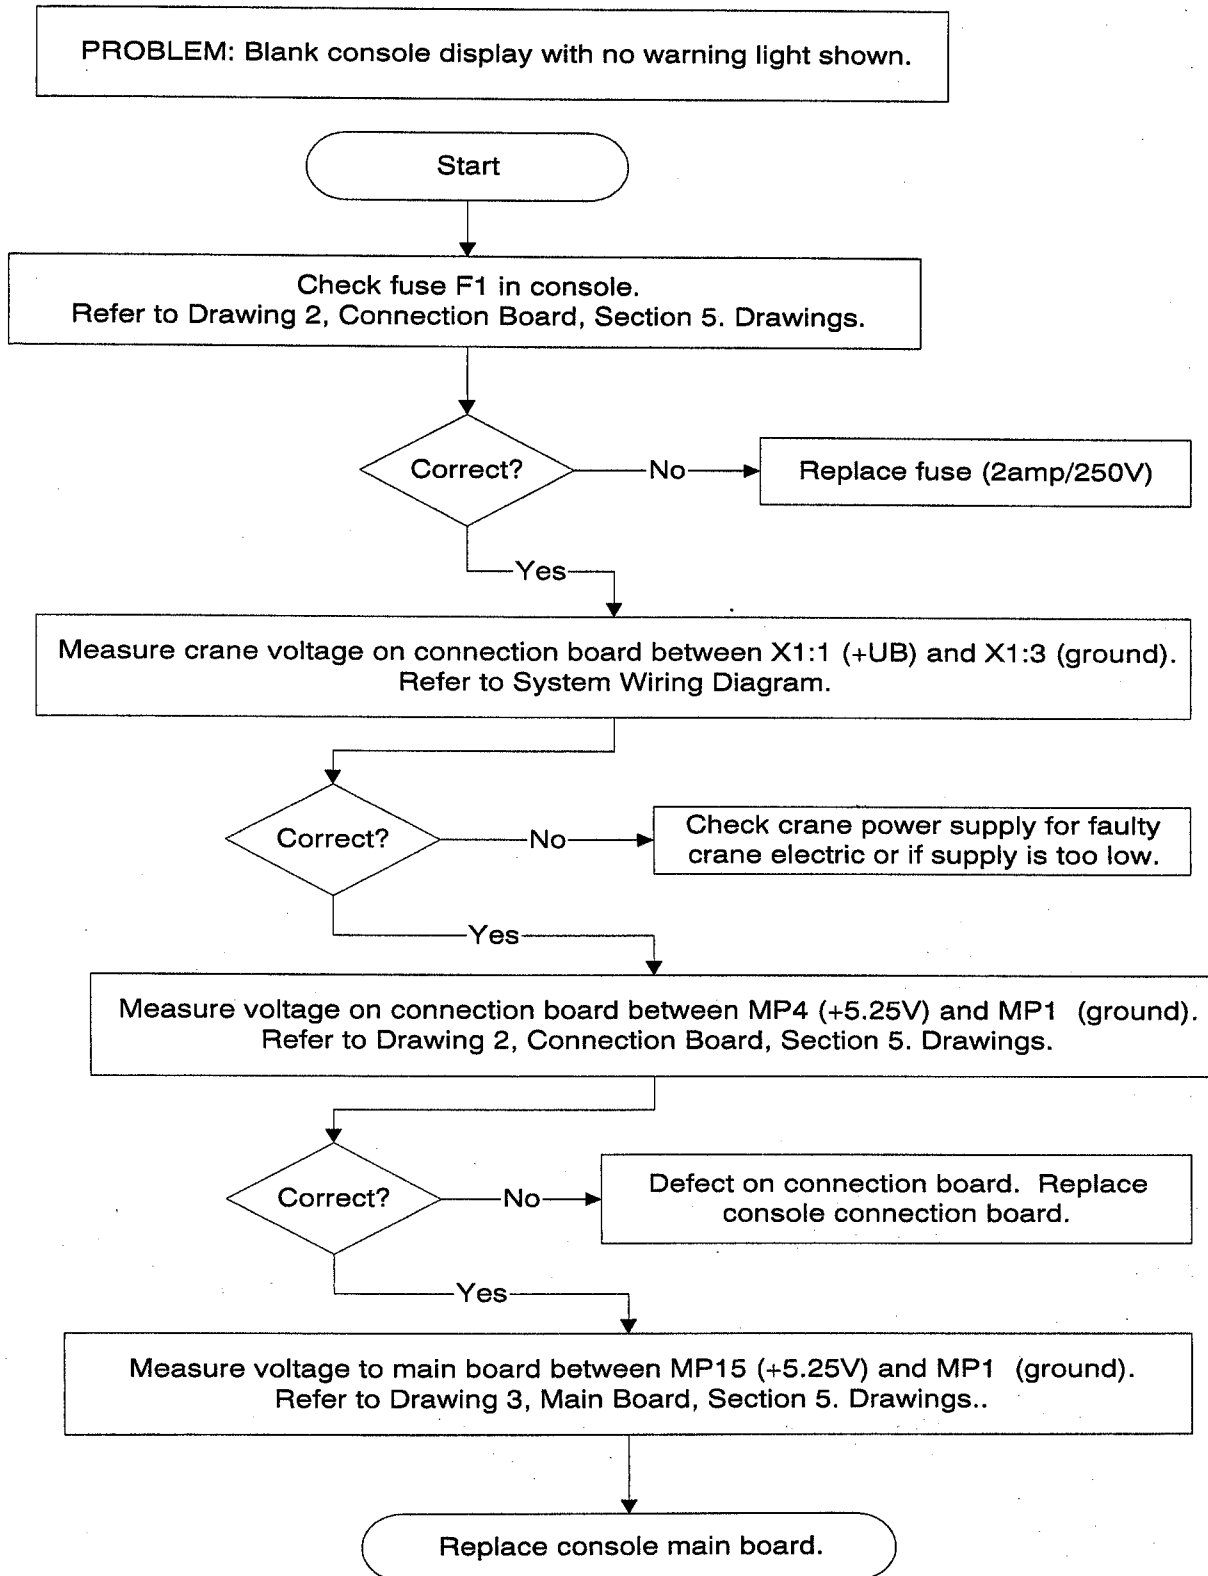 PROBLEM: Blank console display with no warning light shown.
Start
Check fuse F1 in console.
Refer to Drawing 2, Connection Board, Section 5. Drawings.
Correct?
No
Replace fuse (2amp/250V)
Yes
Measure crane voltage on connection board between X1:1 (+UB) and X1:3 (ground).
Refer to System Wiring Diagram.
Correct?
No
Check crane power supply for faulty
crane electric or if supply is too low.
Yes
Measure voltage on connection board between MP4 (+5.25V) and MP1 (ground).
Refer to Drawing 2, Connection Board, Section 5. Drawings.
Correct?
No
Defect on connection board. Replace
console connection board.
Yes
Measure voltage to main board between MP15 (+5.25V) and MP1 (ground).
Refer to Drawing 3, Main Board, Section 5. Drawings..
Replace console main board.